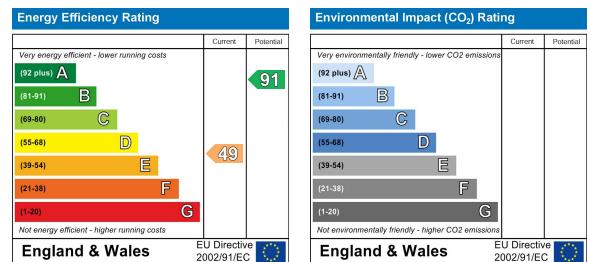 Energy Efficiency Rating
Current Potential
Very energy efficient - lower running costs
(92 plus) A
(81-91) B
(69-80) C
(55-68) D
(39-54) E
(21-38) F
(1-20) G
91
49
Not energy efficient - higher running costs
England & Wales
EU Directive
2002/91/EC
Environmental Impact (CO2) Rating
Current Potential
Very environmentally friendly - lower CO2 emissions
(92 plus) A
(81-91) B
(69-80) C
(55-68) D
(39-54) E
(21-38) F
(1-20) G
Not environmentally friendly - higher CO2 emissions
England & Wales
EU Directive
2002/91/EC